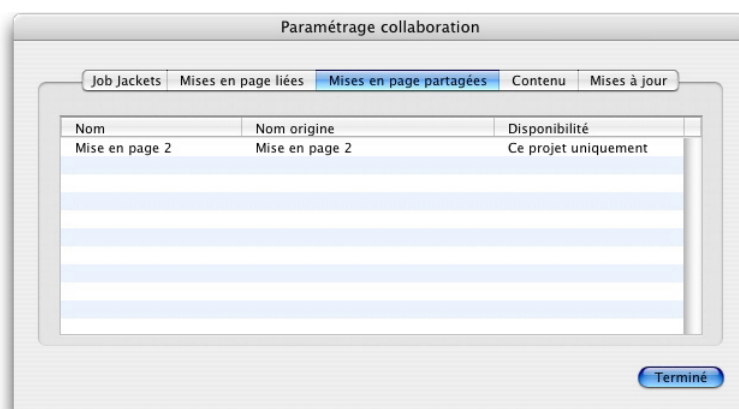 Paramétrage collaboration
Job Jackets Mises en page liées Mises en page partagées Contenu Mises à jour
Nom Nom origine Disponibilité
Mise en page 2 Mise en page 2 Ce projet uniquement
Terminé